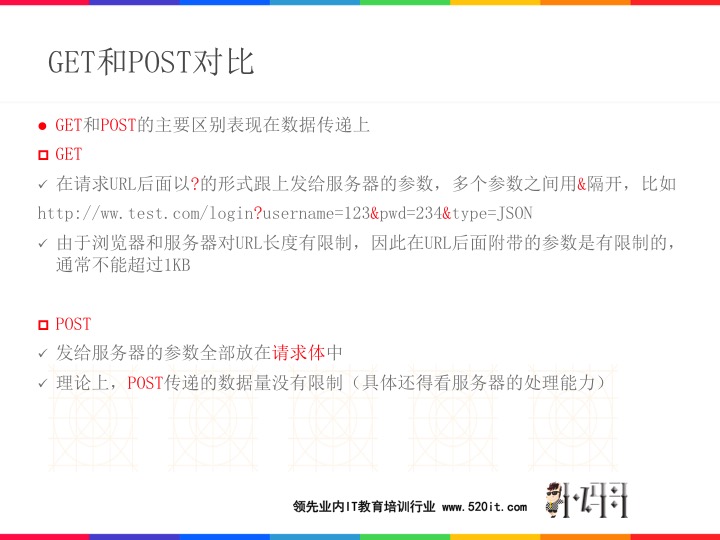 GET和POST对比
GET和POST的主要区别表现在数据传递上
GET
在请求URL后面以?的形式跟上发给服务器的参数，多个参数之间用&隔开，比如
http://ww.test.com/login?username=123&pwd=234&type=JSON
由于浏览器和服务器对URL长度有限制，因此在URL后面附带的参数是有限制的，
通常不能超过1KB
POST
发给服务器的参数全部放在请求体中
理论上，POST传递的数据量没有限制（具体还得看服务器的处理能力）
领先业内IT教育培训行业 www.520it.com
小码哥